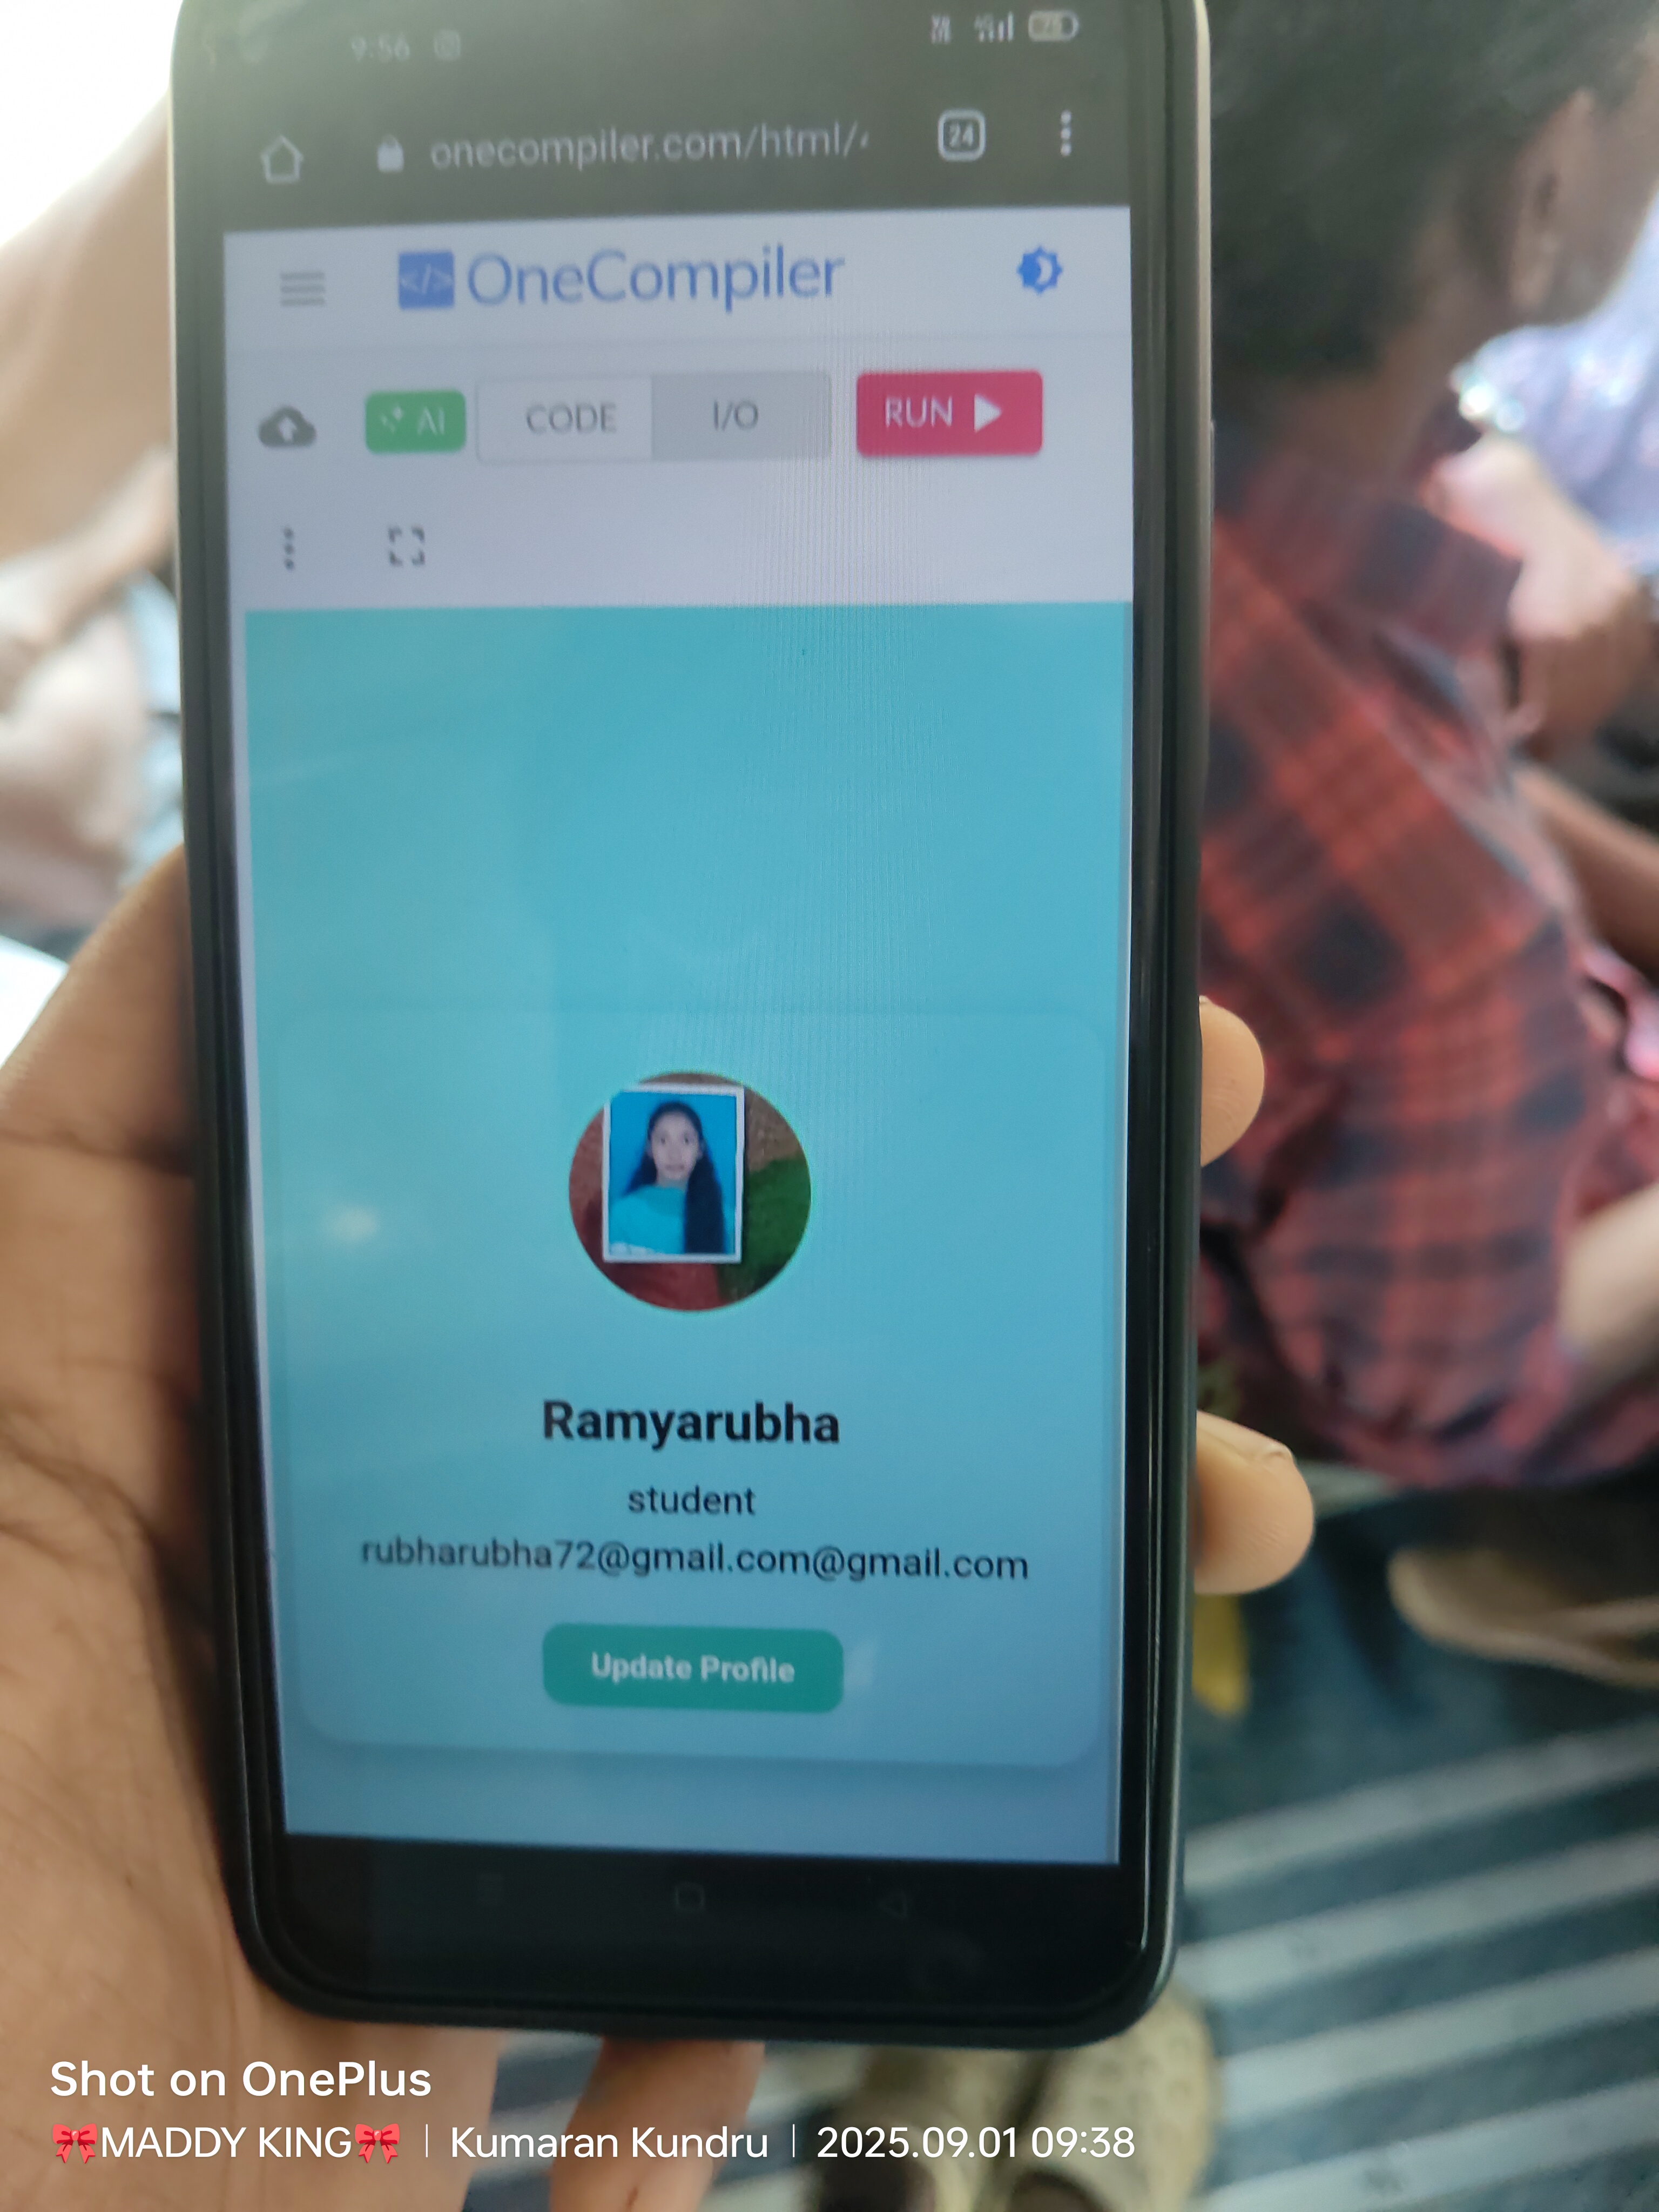 9:56
onecompiler.com/html/
24
</> OneCompiler
AI CODE I/O RUN
Ramyarubha
student
rubharubha72@gmail.com@gmail.com
Update Profile
Shot on OnePlus
🎀MADDY KING🎀 | Kumaran Kundru | 2025.09.01 09:38